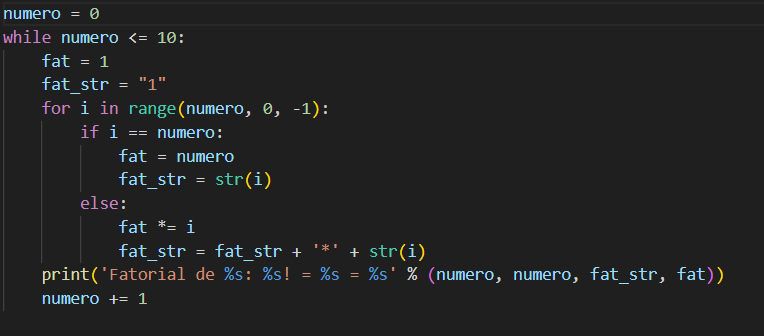 numero = 0
while numero <= 10:
    fat = 1
    fat_str = "1"
    for i in range(numero, 0, -1):
        if i == numero:
            fat = numero
            fat_str = str(i)
        else:
            fat *= i
            fat_str = fat_str + '*' + str(i)
    print('Fatorial de %s: %s! = %s = %s' % (numero, numero, fat_str, fat))
    numero += 1